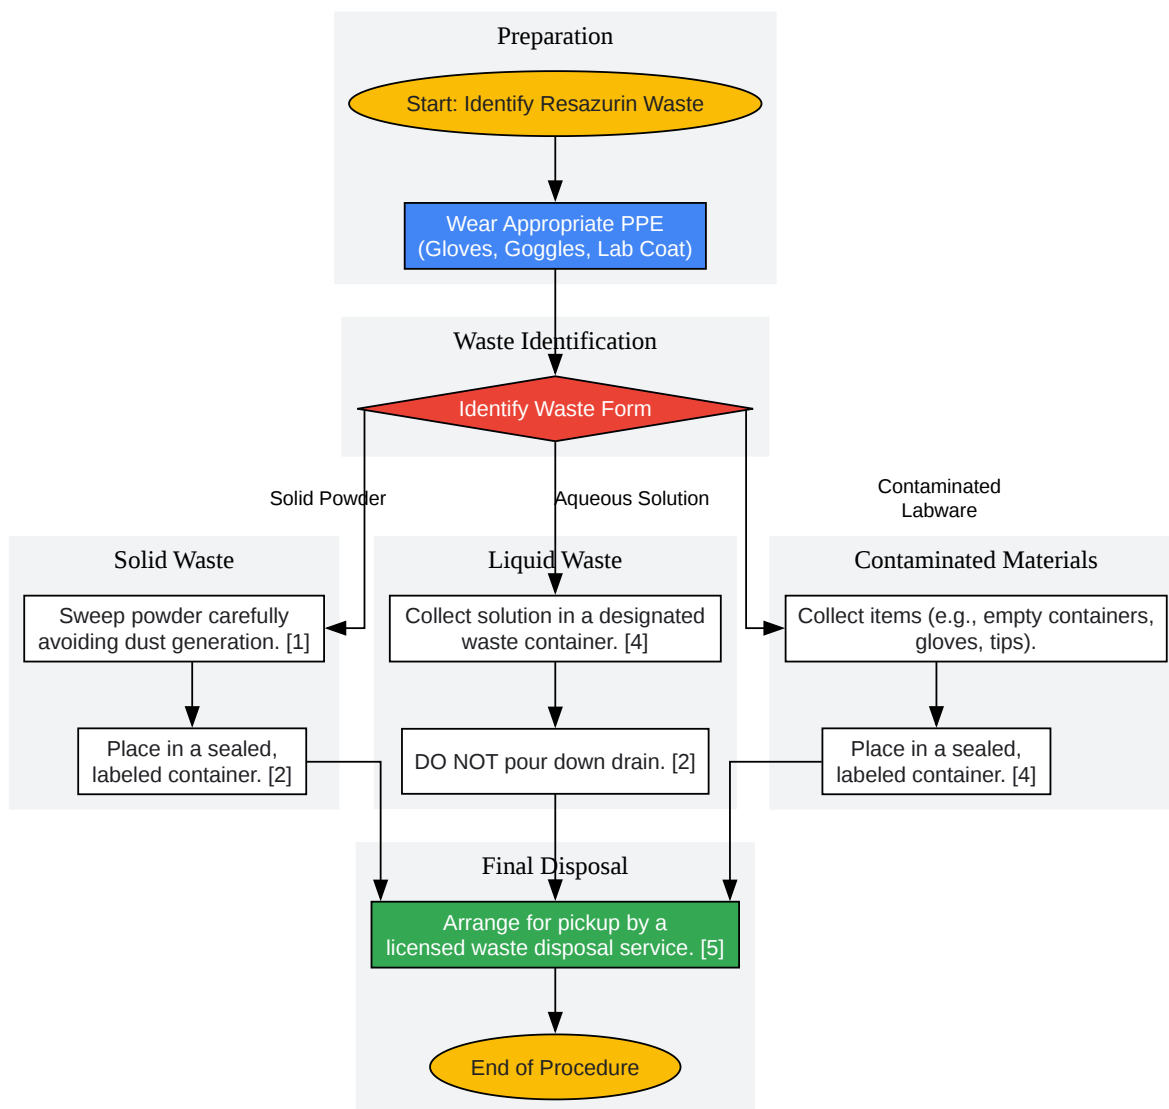 Preparation
Start: Identify Resazurin Waste
Wear Appropriate PPE
(Gloves, Goggles, Lab Coat)
Waste Identification
Identify Waste Form
Solid Powder
Aqueous Solution
Contaminated
Labware
Solid Waste
Sweep powder carefully
avoiding dust generation. [1]
Place in a sealed,
labeled container. [2]
Liquid Waste
Collect solution in a designated
waste container. [4]
DO NOT pour down drain. [2]
Contaminated Materials
Collect items (e.g., empty containers,
gloves, tips).
Place in a sealed,
labeled container. [4]
Final Disposal
Arrange for pickup by a
licensed waste disposal service. [5]
End of Procedure